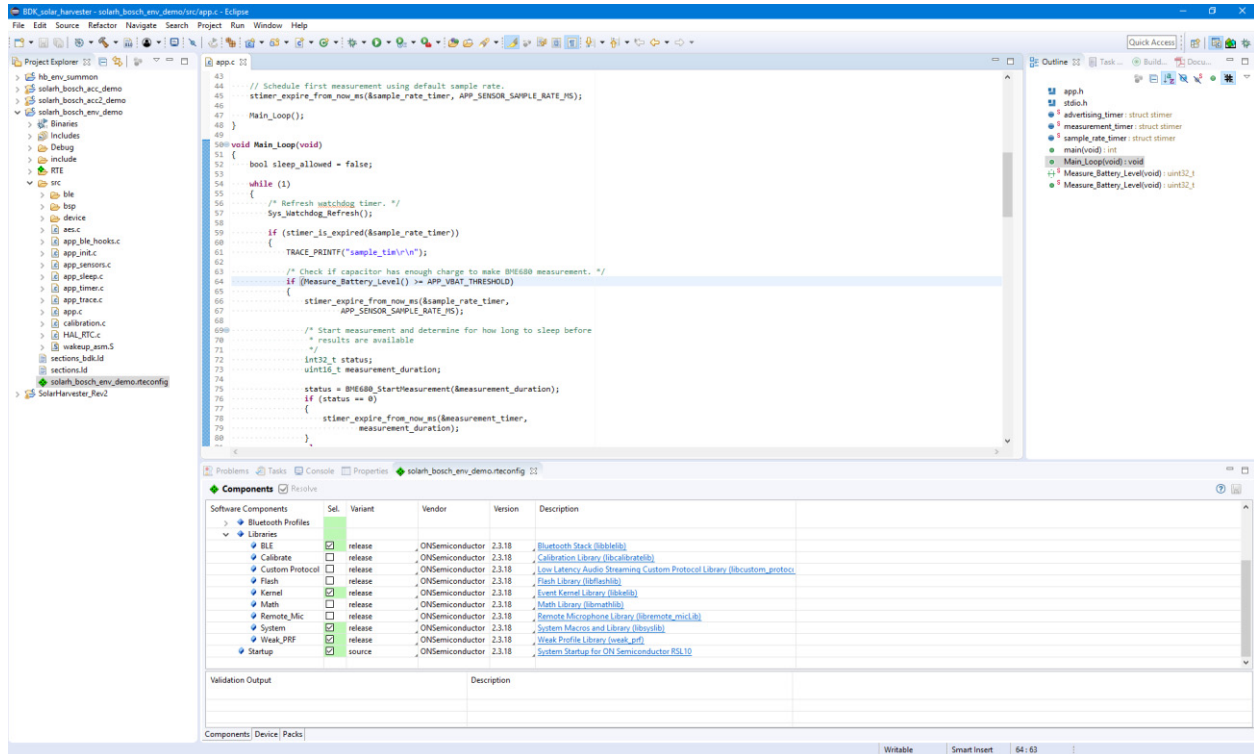 BDK_solar_harvester - solarh_bosch_env_demo/src/app.c - Eclipse
File Edit Source Refactor Navigate Search Project Run Window Help
Quick Access
Project Explorer
hb_env_summon
solarh_bosch_acc_demo
solarh_bosch_acc2_demo
solarh_bosch_env_demo
Binaries
Includes
Debug
include
RTE
src
ble
bsp
device
aes.c
app_ble_hooks.c
app_init.c
app_sensors.c
app_sleep.c
app_timer.c
app_trace.c
app.c
calibration.c
HAL_RTC.c
wakeup_asm.S
sections_bdk.ld
sections.ld
solarh_bosch_env_demo.rteconfig
SolarHarvester_Rev2
app.c
43
44 // Schedule first measurement using default sample rate.
45 stimer_expire_from_now_ms(&sample_rate_timer, APP_SENSOR_SAMPLE_RATE_MS);
46
47 Main_Loop();
48 }
49
50 void Main_Loop(void)
51 {
52 bool sleep_allowed = false;
53
54 while (1)
55 {
56 /* Refresh watchdog timer. */
57 Sys_Watchdog_Refresh();
58
59 if (stimer_is_expired(&sample_rate_timer))
60 {
61 TRACE_PRINTF("sample_tim\r\n");
62
63 /* Check if capacitor has enough charge to make BME680 measurement. */
64 if (Measure_Battery_Level() >= APP_VBAT_THRESHOLD)
65 {
66 stimer_expire_from_now_ms(&sample_rate_timer,
67 APP_SENSOR_SAMPLE_RATE_MS);
68
69 /* Start measurement and determine for how long to sleep before
70 * results are available
71 */
72 int32_t status;
73 uint16_t measurement_duration;
74
75 status = BME680_StartMeasurement(&measurement_duration);
76 if (status == 0)
77 {
78 stimer_expire_from_now_ms(&measurement_timer,
79 measurement_duration);
80 }
Outline Task... Build... Docu...
app.h
stdio.h
advertising_timer : struct stimer
measurement_timer : struct stimer
sample_rate_timer : struct stimer
main(void) : int
Main_Loop(void) : void
Measure_Battery_Level(void) : uint32_t
Measure_Battery_Level(void) : uint32_t
Problems Tasks Console Properties solarh_bosch_env_demo.rteconfig
Components Resolve
Software Components Sel. Variant Vendor Version Description
Bluetooth Profiles
Libraries
BLE release ONSemiconductor 2.3.18 Bluetooth Stack (libblelib)
Calibrate release ONSemiconductor 2.3.18 Calibration Library (libcalibratelib)
Custom Protocol release ONSemiconductor 2.3.18 Low Latency Audio Streaming Custom Protocol Library (libcustom_protoco
Flash release ONSemiconductor 2.3.18 Flash Library (libflashlib)
Kernel release ONSemiconductor 2.3.18 Event Kernel Library (libkelib)
Math release ONSemiconductor 2.3.18 Math Library (libmathlib)
Remote_Mic release ONSemiconductor 2.3.18 Remote Microphone Library (libremote_micLib)
System release ONSemiconductor 2.3.18 System Macros and Library (libsyslib)
Weak_PRF release ONSemiconductor 2.3.18 Weak Profile Library (weak_prf)
Startup source ONSemiconductor 2.3.18 System Startup for ON Semiconductor RSL10
Validation Output Description
Components Device Packs
Writable Smart Insert 64 : 63